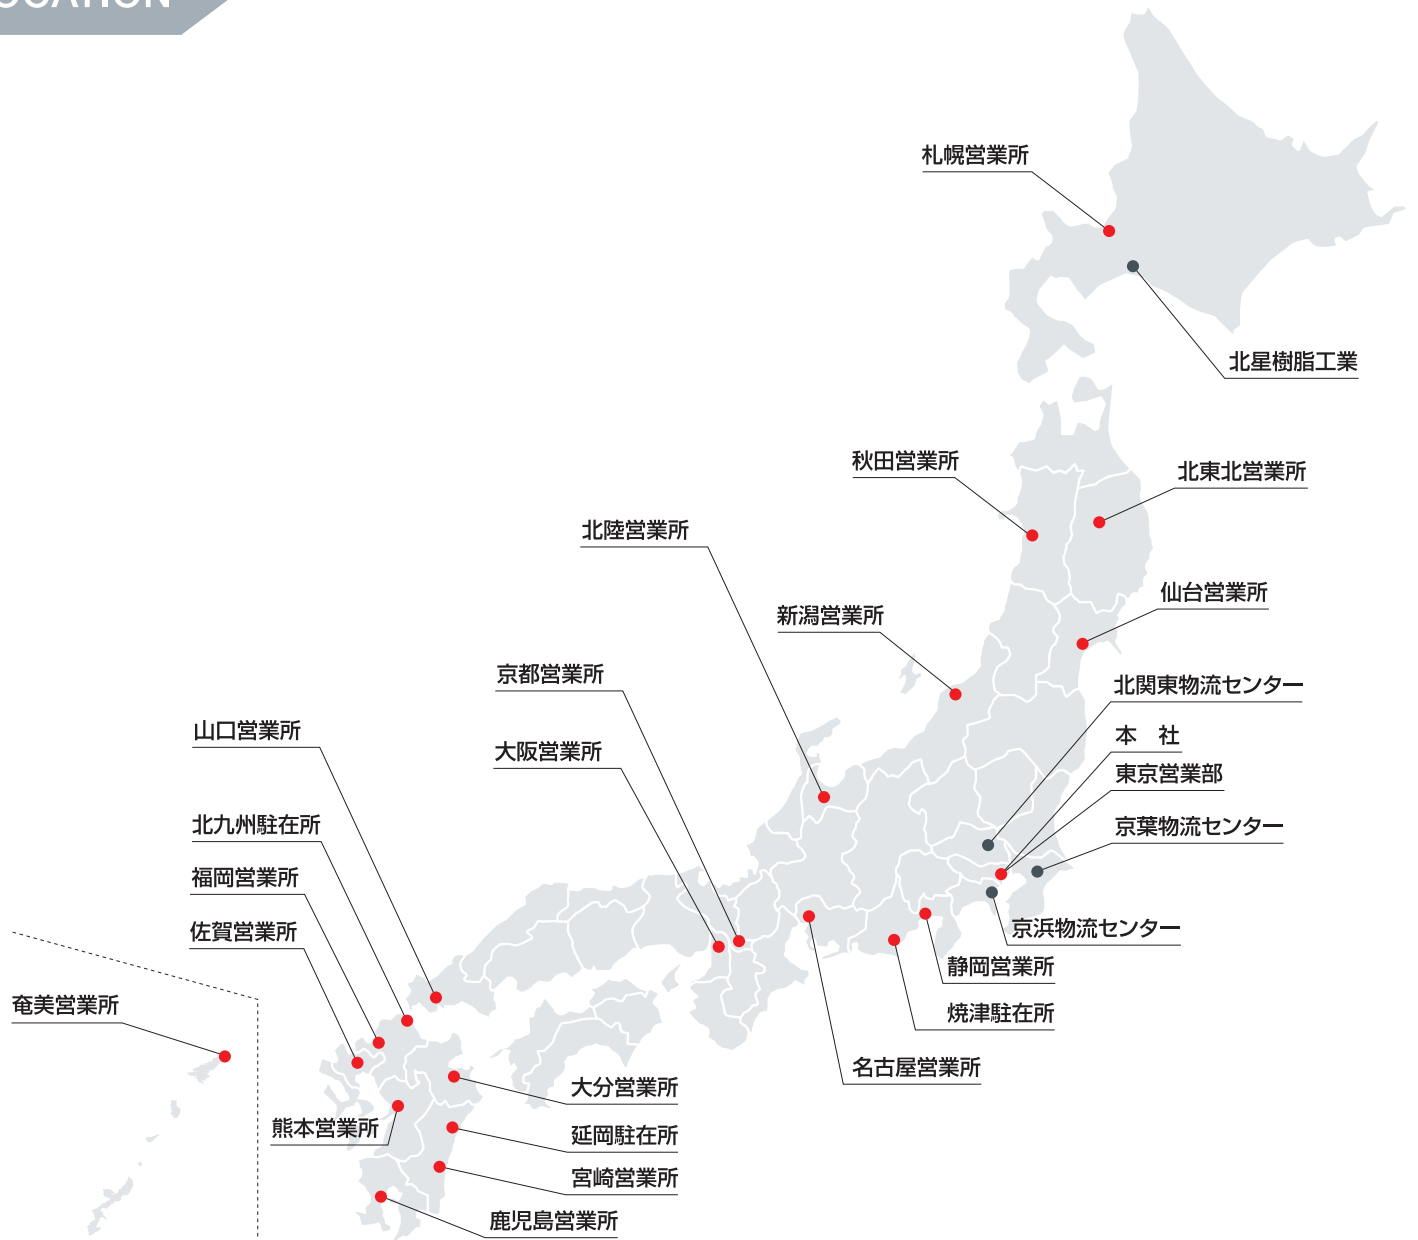 札幌営業所
北星樹脂工業
秋田営業所
北東北営業所
北陸営業所
仙台営業所
新潟営業所
京都営業所
北関東物流センター
山口営業所
本　社
大阪営業所
東京営業部
北九州駐在所
京葉物流センター
福岡営業所
佐賀営業所
京浜物流センター
静岡営業所
奄美営業所
焼津駐在所
名古屋営業所
大分営業所
熊本営業所
延岡駐在所
宮崎営業所
鹿児島営業所